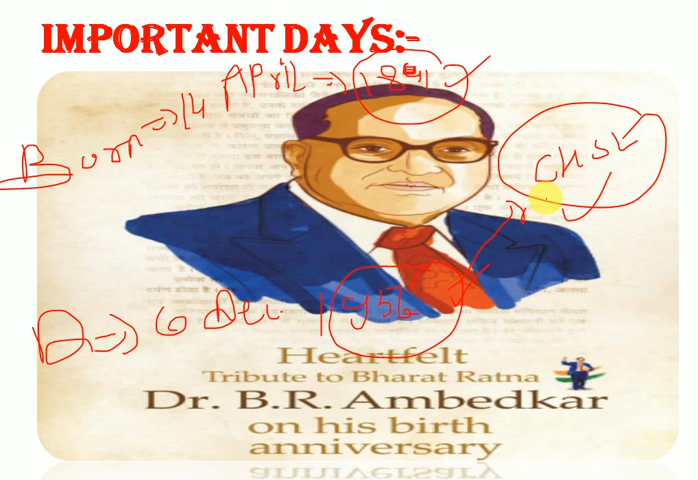 IMPORTANT DAYS:-
Born => 14 April => 1891
CHSL
D => 6 Dec. 1956
Heartfelt
Tribute to Bharat Ratna
Dr. B.R. Ambedkar
on his birth
anniversary